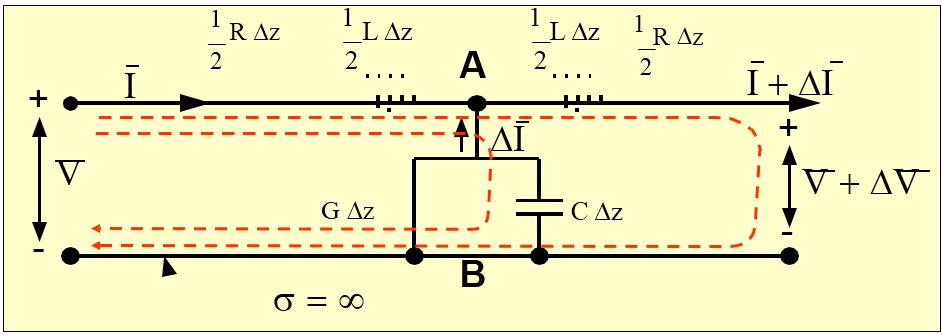 ½ R Δz ½ L Δz ½ L Δz ½ R Δz
A
Ī Ī + ΔĪ
+ +
ΔĪ
V̄ V̄ + ΔV̄
G Δz C Δz
- -
B
σ = ∞